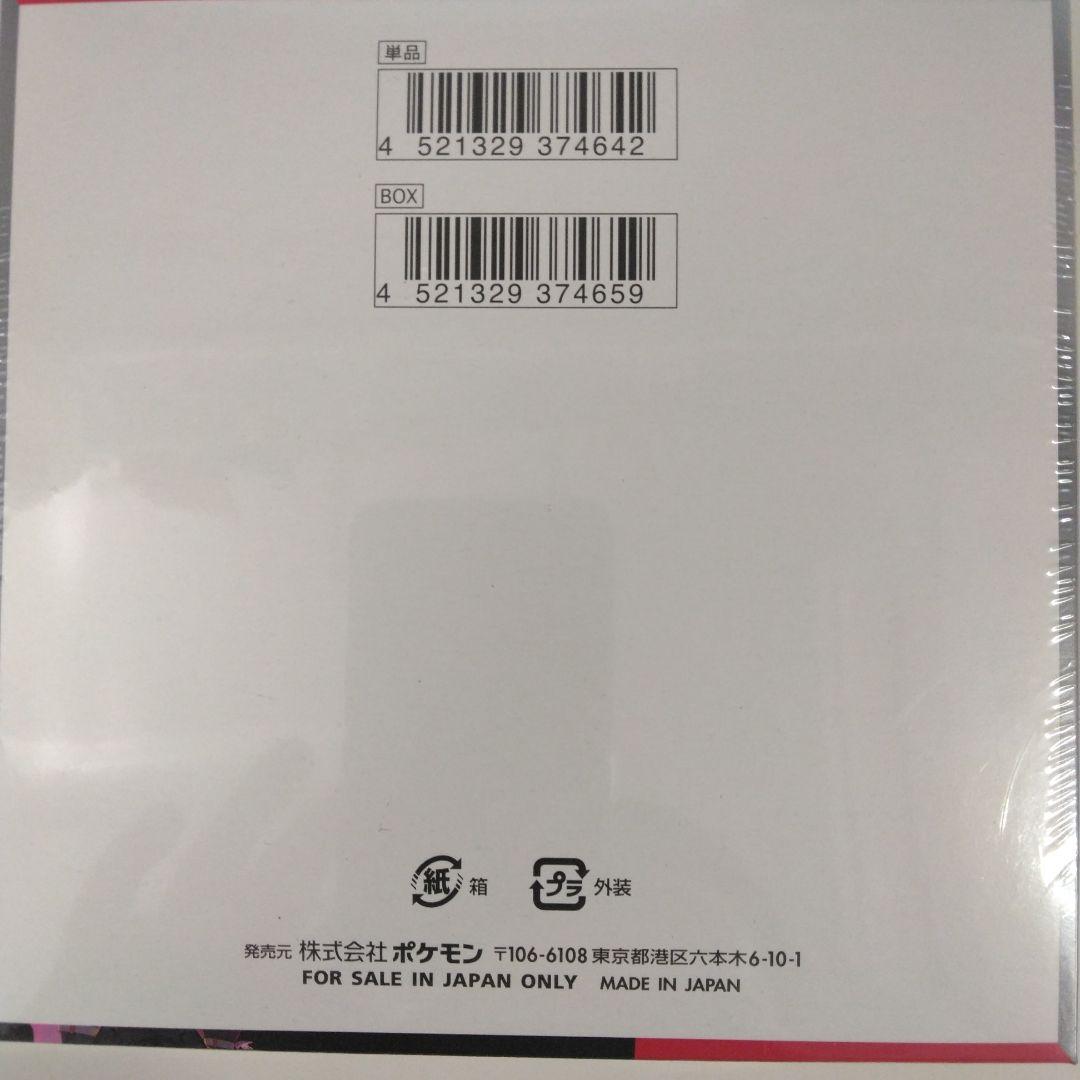 単品
4 521329 374642
BOX
4 521329 374659
紙 箱 プラ 外装
発売元 株式会社 ポケモン 〒106-6108 東京都港区六本木6-10-1
FOR SALE IN JAPAN ONLY MADE IN JAPAN